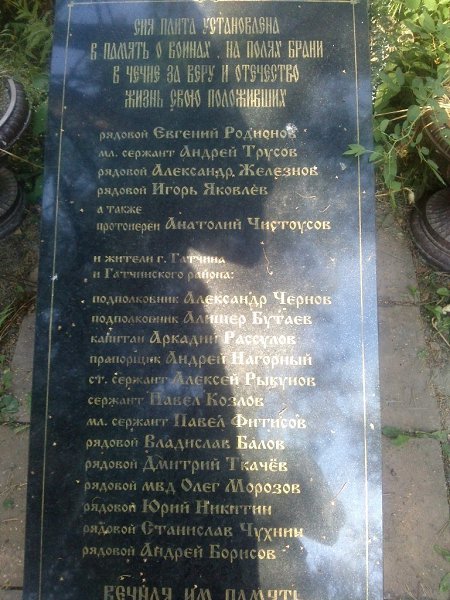 СИЯ ПЛИТА УСТАНОВЛЕНА
В ПАМЯТЬ О ВОИНАХ, НА ПОЛЯХ БРАНИ
В ЧЕЧНЕ ЗА ВЕРУ И ОТЕЧЕСТВО
ЖИЗНЬ СВОЮ ПОЛОЖИВШИХ
рядовой Евгений Родионов
мл. сержант Андрей Трусов
рядовой Александр Железнов
рядовой Игорь Яковлев
а также
протоиерей Анатолий Чистоусов
и жители г. Гатчина
и Гатчинского района:
подполковник Александр Чернов
подполковник Алишер Бутаев
капитан Аркадий Рассулов
прапорщик Андрей Нагорный
ст. сержант Алексей Рыкунов
сержант Павел Козлов
мл. сержант Павел Фитисов
рядовой Владислав Балов
рядовой Дмитрий Ткачёв
рядовой мвд Олег Морозов
рядовой Юрий Никитин
рядовой Станислав Чухнин
рядовой Андрей Борисов
ВЕЧНАЯ ИМ ПАМЯТЬ